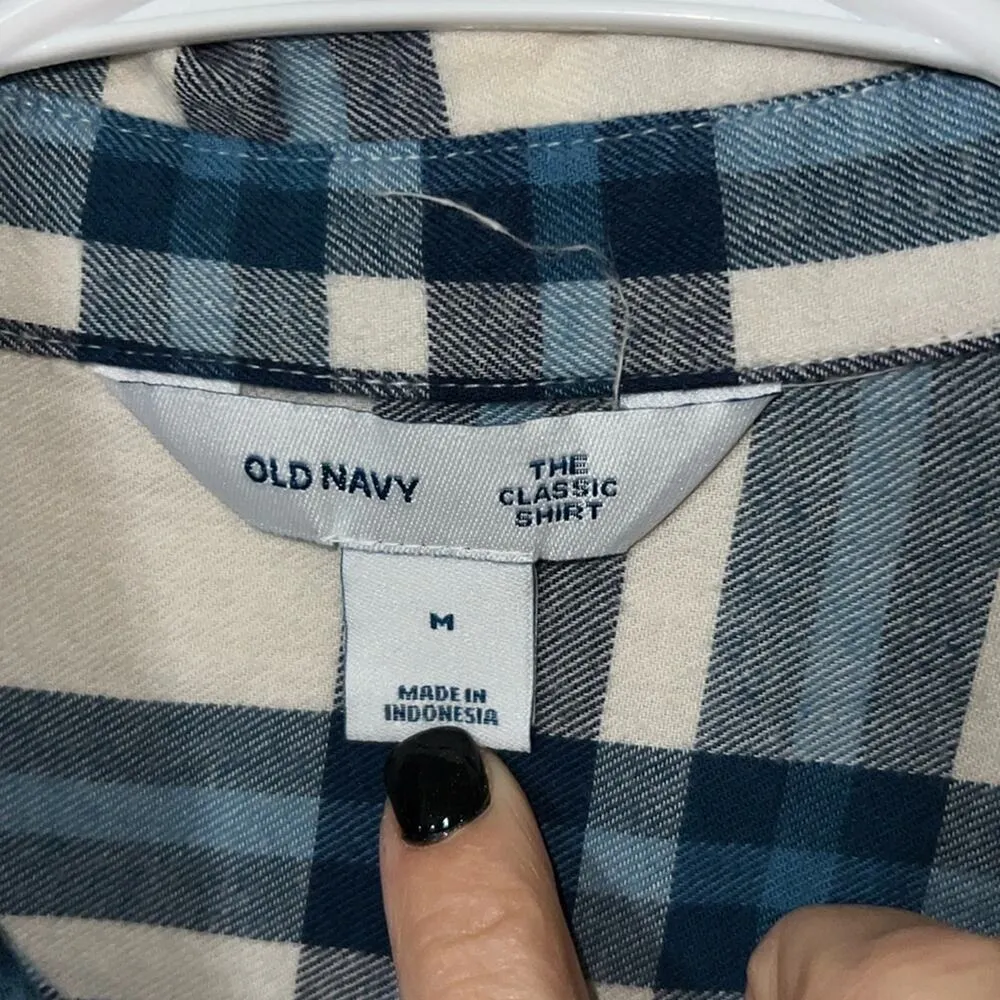 OLD NAVY
THE
CLASSIC
SHIRT
M
MADE IN
INDONESIA